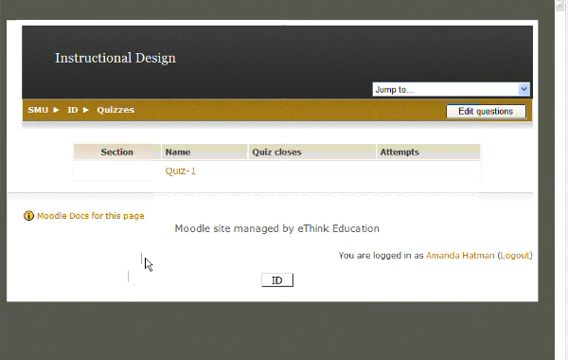 Instructional Design
Jump to...
SMU ► ID ► Quizzes
Edit questions
Section Name Quiz closes Attempts
Quiz-1
Moodle Docs for this page
Moodle site managed by eThink Education
You are logged in as Amanda Hatman (Logout)
ID